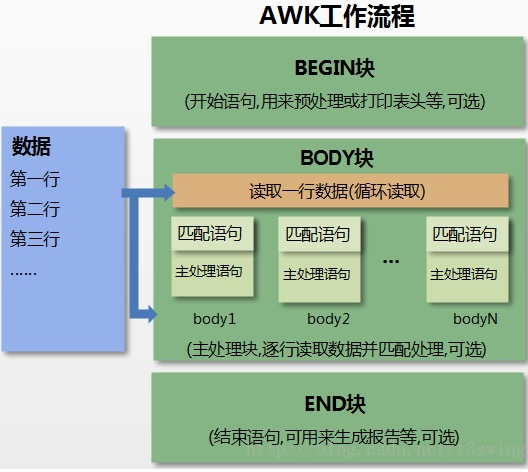 AWK工作流程
BEGIN块
(开始语句,用来预处理或打印表头等,可选)
数据
第一行
第二行
第三行
......
BODY块
读取一行数据(循环读取)
匹配语句
主处理语句
body1
匹配语句
主处理语句
body2
...
匹配语句
主处理语句
bodyN
(主处理块,逐行读取数据并匹配处理,可选)
END块
(结束语句,可用来生成报告等,可选)
http://blog.csdn.net/t3swing